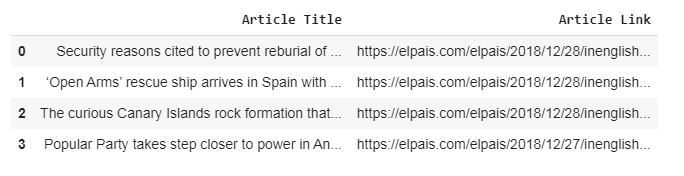 Article Title Article Link
0 Security reasons cited to prevent reburial of ... https://elpais.com/elpais/2018/12/28/inenglish...
1 ‘Open Arms’ rescue ship arrives in Spain with ... https://elpais.com/elpais/2018/12/28/inenglish...
2 The curious Canary Islands rock formation that... https://elpais.com/elpais/2018/12/28/inenglish...
3 Popular Party takes step closer to power in An... https://elpais.com/elpais/2018/12/27/inenglish...